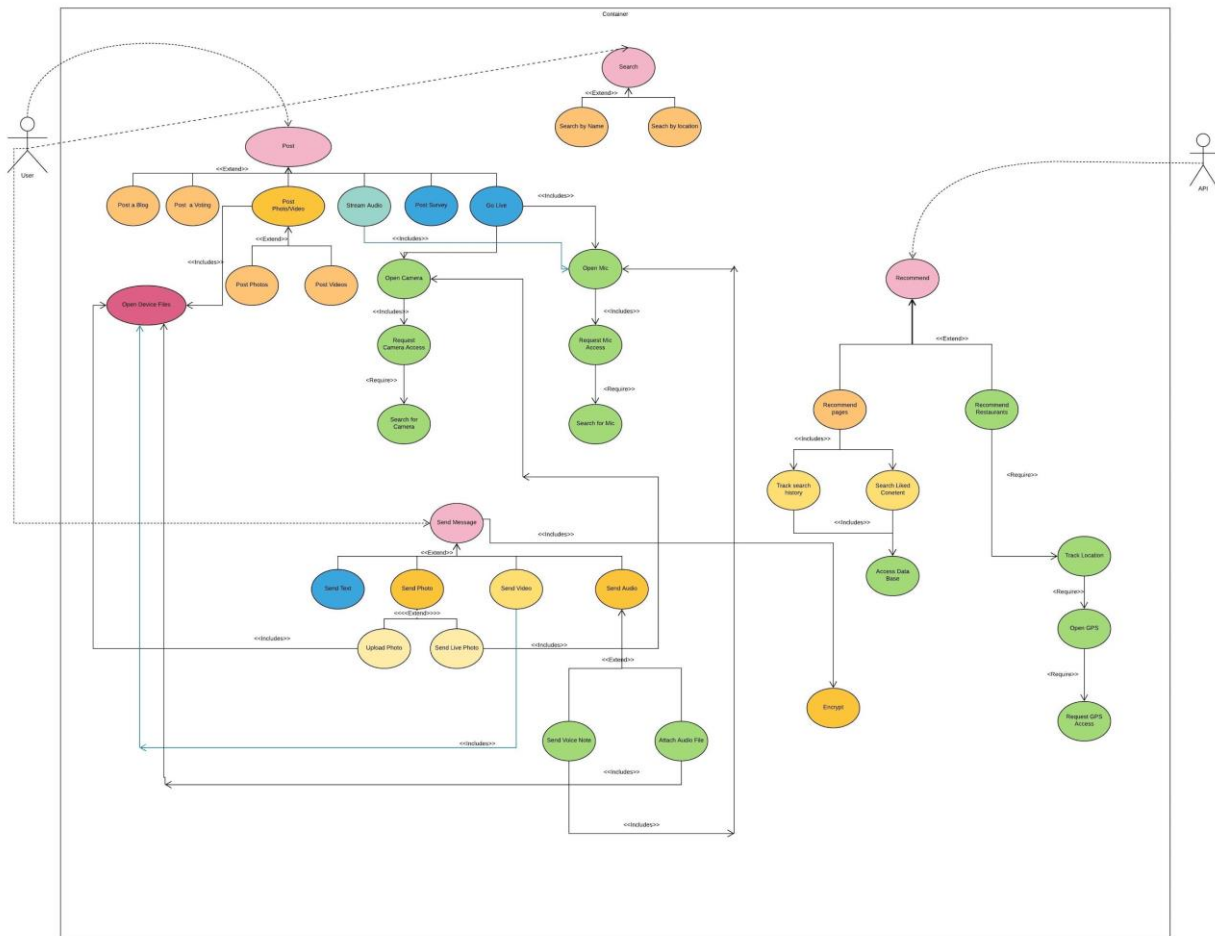 Container
Search
<<Extend>>
Search by Name
Seach by location
User
API
Post
<<Extend>>
Post a Blog
Post a Voting
Post
Photo/Video
Stream Audio
Post Survey
Go Live
<<Includes>>
<<Includes>>
<<Extend>>
<<Includes>>
Post Photos
Post Videos
Open Camera
Open Mic
Recommend
Open Device Files
<<Includes>>
<<Includes>>
Request
Camera Access
Request Mic
Access
<<Extend>>
<Require>>
<Require>>
Search for
Camera
Search for Mic
Recommend
pages
Recommend
Restaurants
<<Includes>>
<Require>>
Track search
history
Search Liked
Conetent
<<Includes>>
Send Message
<<Includes>>
<<Extend>>
Track Location
Access Data
Base
<Require>>
Send Text
Send Photo
Send Video
Send Audio
<<<<Extend>>>>
Open GPS
<<Includes>>
Upload Photo
Send Live Photo
<<Includes>>
<<Extend>>
<Require>>
Encrypt
Request GPS
Access
Send Voice Note
Attach Audio File
<<Includes>>
<<Includes>>
<<Includes>>